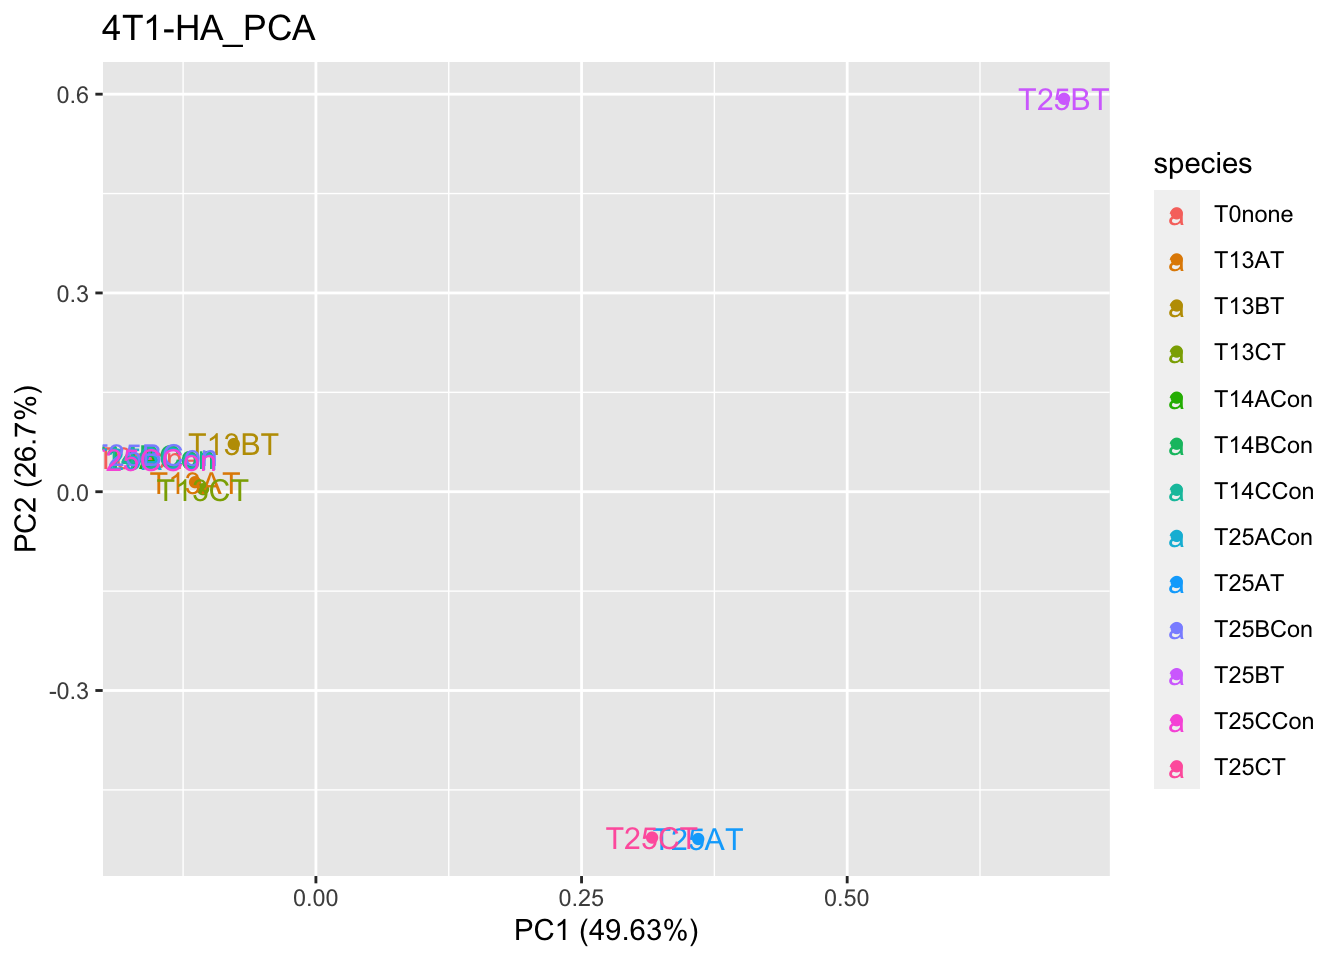 4T1-HA_PCA
0.6
0.3
0.0
-0.3
PC2 (26.7%)
T25BT
T13BT
T13AT
T13CT
T25CT
T25AT
0.00
0.25
0.50
PC1 (49.63%)
species
a T0none
a T13AT
a T13BT
a T13CT
a T14ACon
a T14BCon
a T14CCon
a T25ACon
a T25AT
a T25BCon
a T25BT
a T25CCon
a T25CT